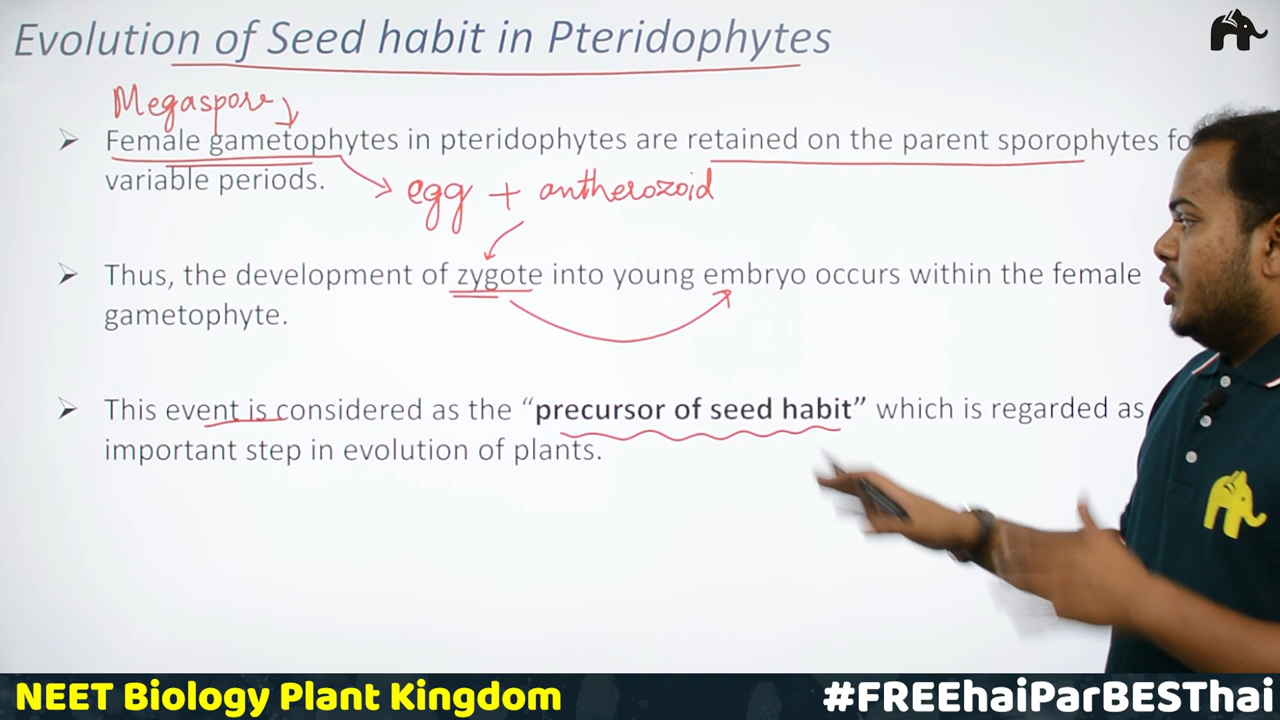 Evolution of Seed habit in Pteridophytes
Megaspore
Female gametophytes in pteridophytes are retained on the parent sporophytes fo
variable periods.
egg + antherozoid
Thus, the development of zygote into young embryo occurs within the female
gametophyte.
This event is considered as the “precursor of seed habit” which is regarded as
important step in evolution of plants.
NEET Biology Plant Kingdom
#FREEhaiParBESThai